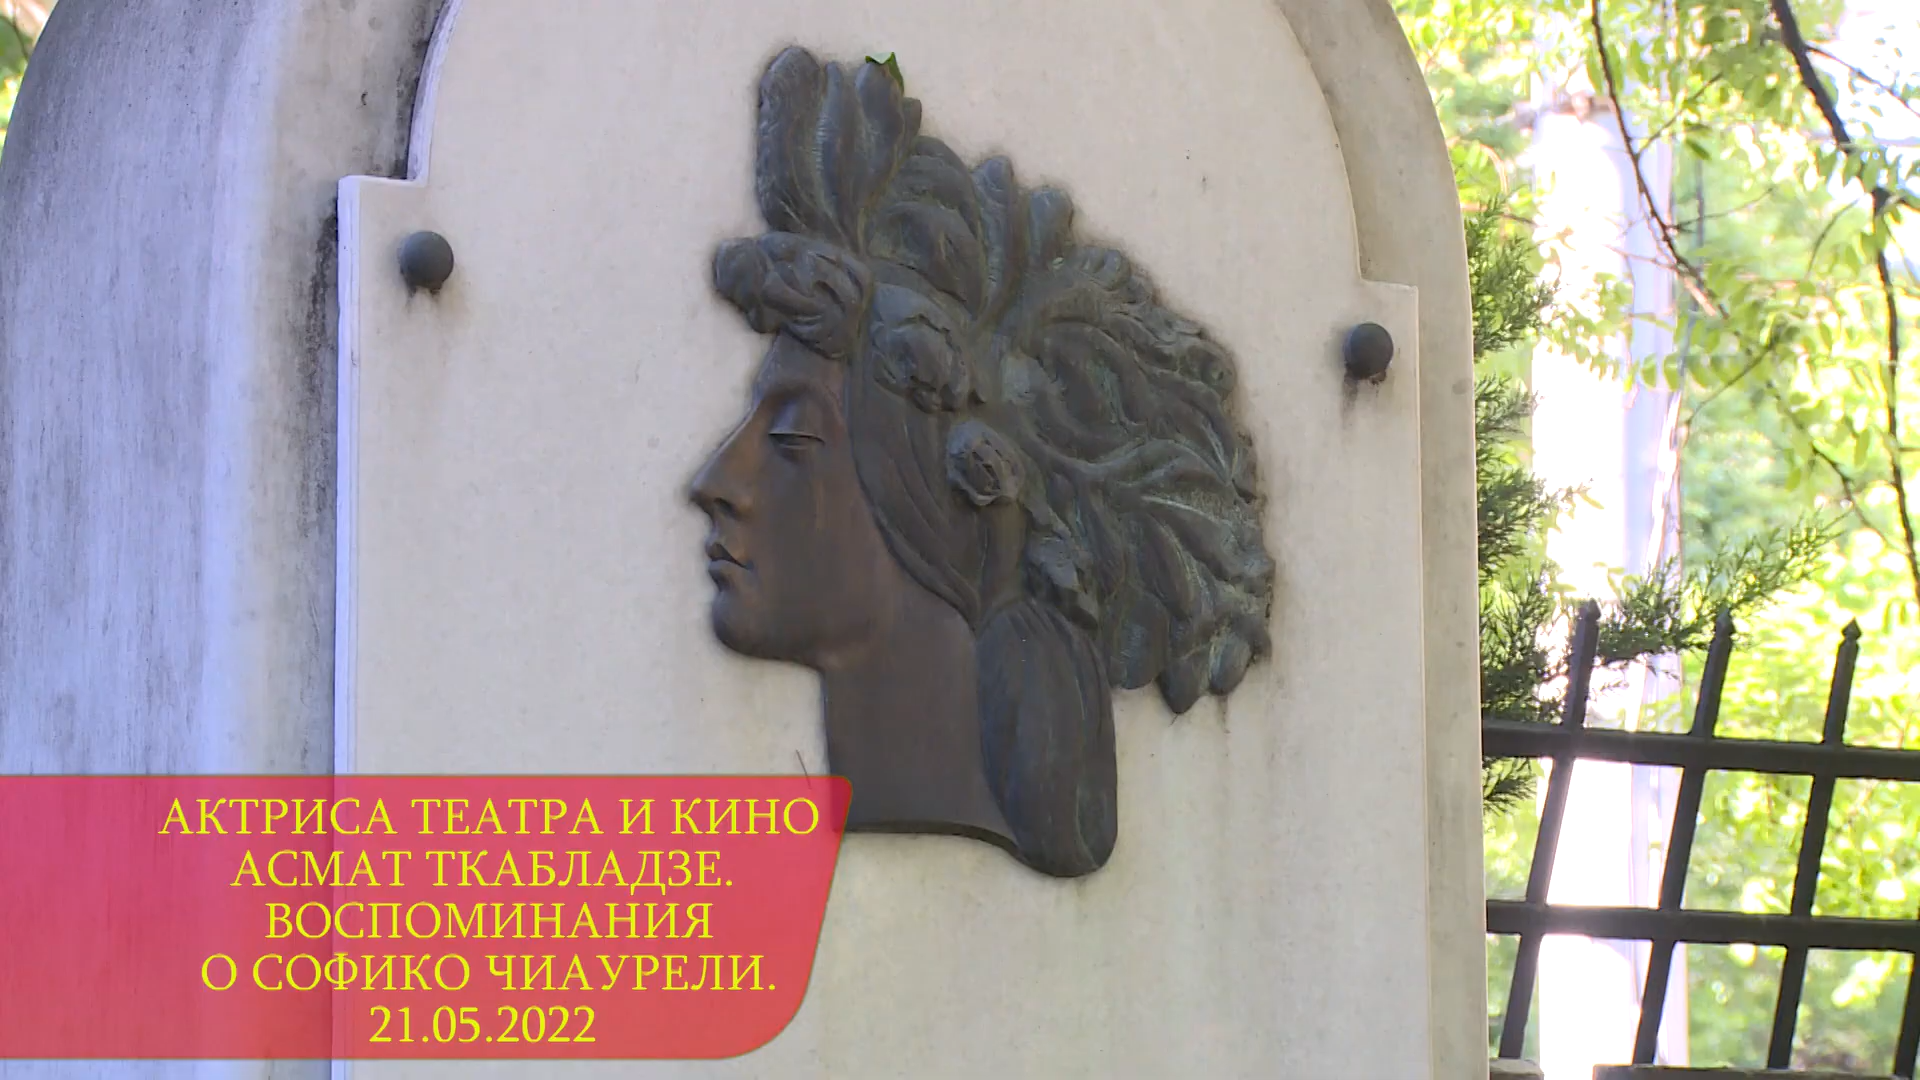 АКТРИСА ТЕАТРА И КИНО
АСМАТ ТКАБЛАДЗЕ.
ВОСПОМИНАНИЯ
О СОФИКО ЧИАУРЕЛИ.
21.05.2022